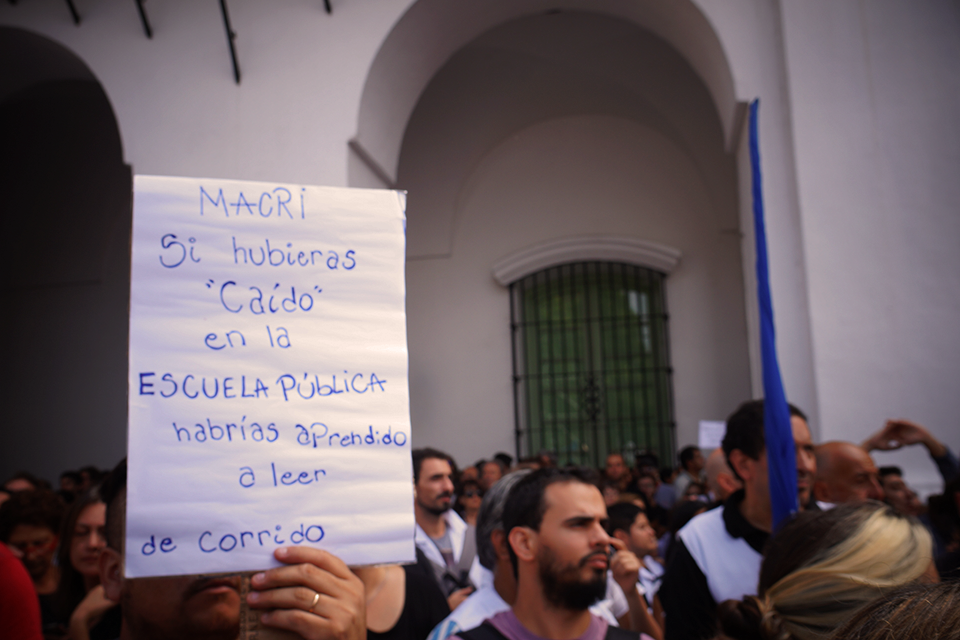 MACRi
Si hubieras
"Caído"
en la
ESCUELA PÚBLICA
habrías aprendido
a leer
de corrido